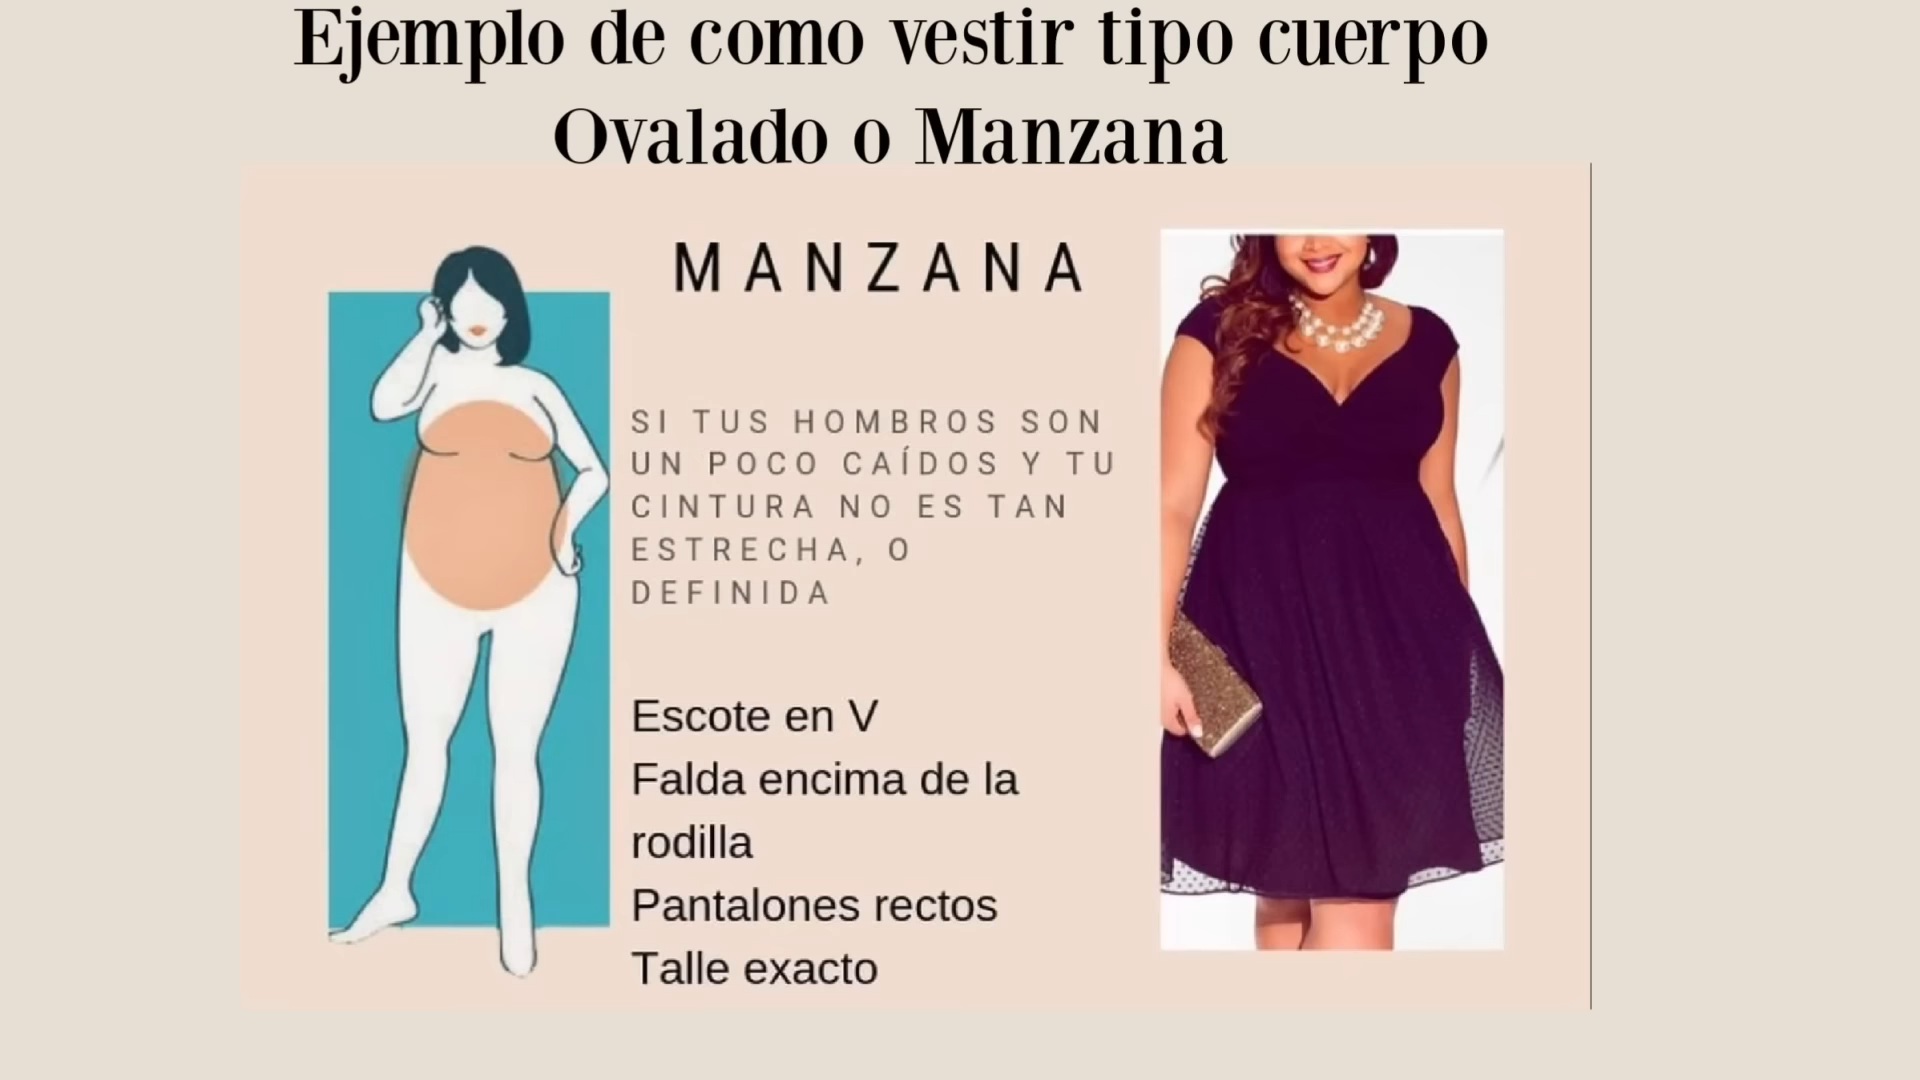 Ejemplo de como vestir tipo cuerpo
Ovalado o Manzana
MANZANA
SI TUS HOMBROS SON
UN POCO CAÍDOS Y TU
CINTURA NO ES TAN
ESTRECHA, O
DEFINIDA
Escote en V
Falda encima de la
rodilla
Pantalones rectos
Talle exacto